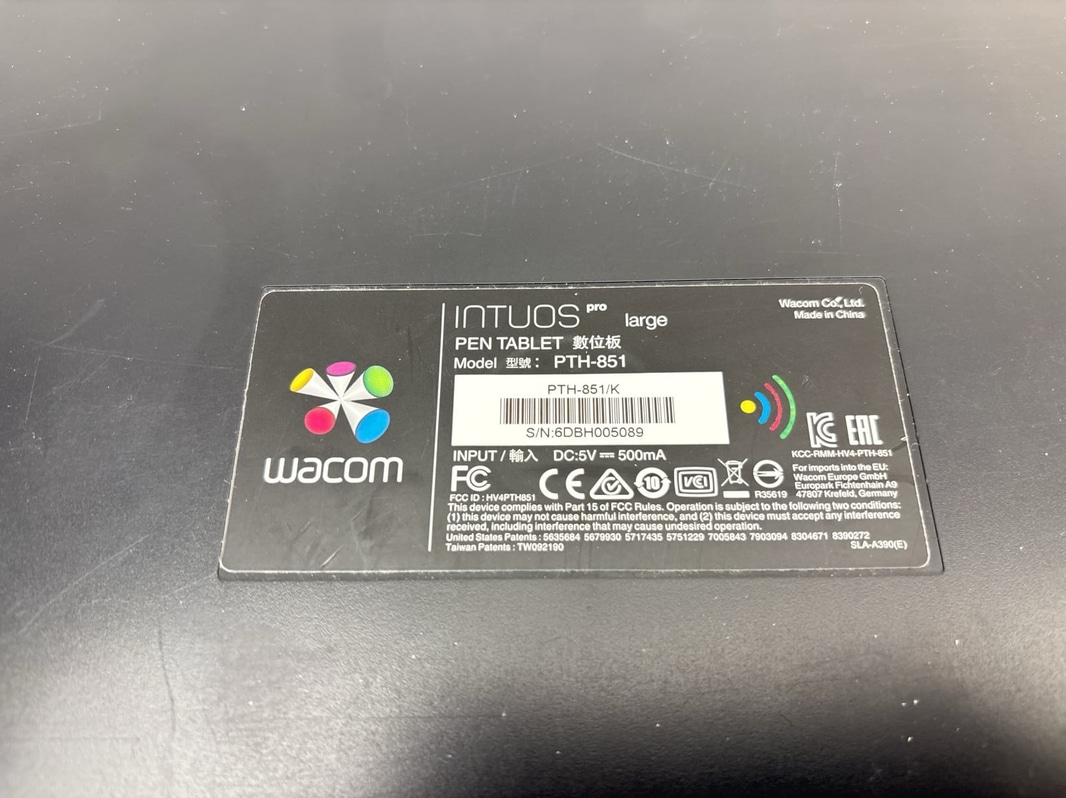 wacom
INTUOS pro large
PEN TABLET 數位板
Model 型號: PTH-851
Wacom Co., Ltd.
Made in China
PTH-851/K
S/N:6DBH005089
INPUT / 輸入 DC:5V ⎓ 500mA
KCC-RMM-HV4-PTH-851
FC
FCC ID : HV4PTH851
CE
10
VCI
R35619
EAC
For imports into the EU:
Wacom Europe GmbH
Europark Fichtenhain A9
47807 Krefeld, Germany
This device complies with Part 15 of FCC Rules. Operation is subject to the following two conditions:
(1) this device may not cause harmful interference, and (2) this device must accept any interference
received, including interference that may cause undesired operation.
United States Patents : 5635684 5679930 5717435 5751229 7005843 7903094 8304671 8390272
Taiwan Patents : TW092190
SLA-A390(E)